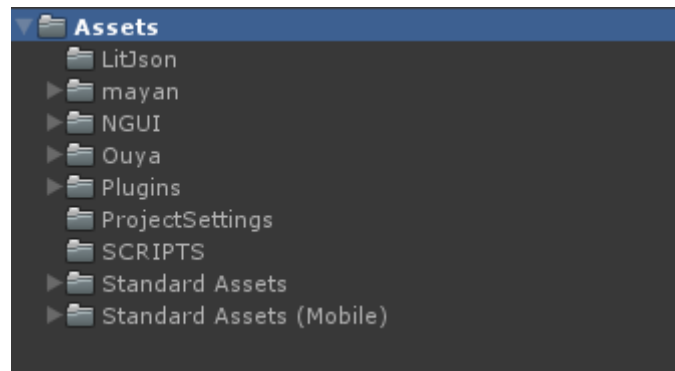 Assets
LitJson
mayan
NGUI
Ouya
Plugins
ProjectSettings
SCRIPTS
Standard Assets
Standard Assets (Mobile)